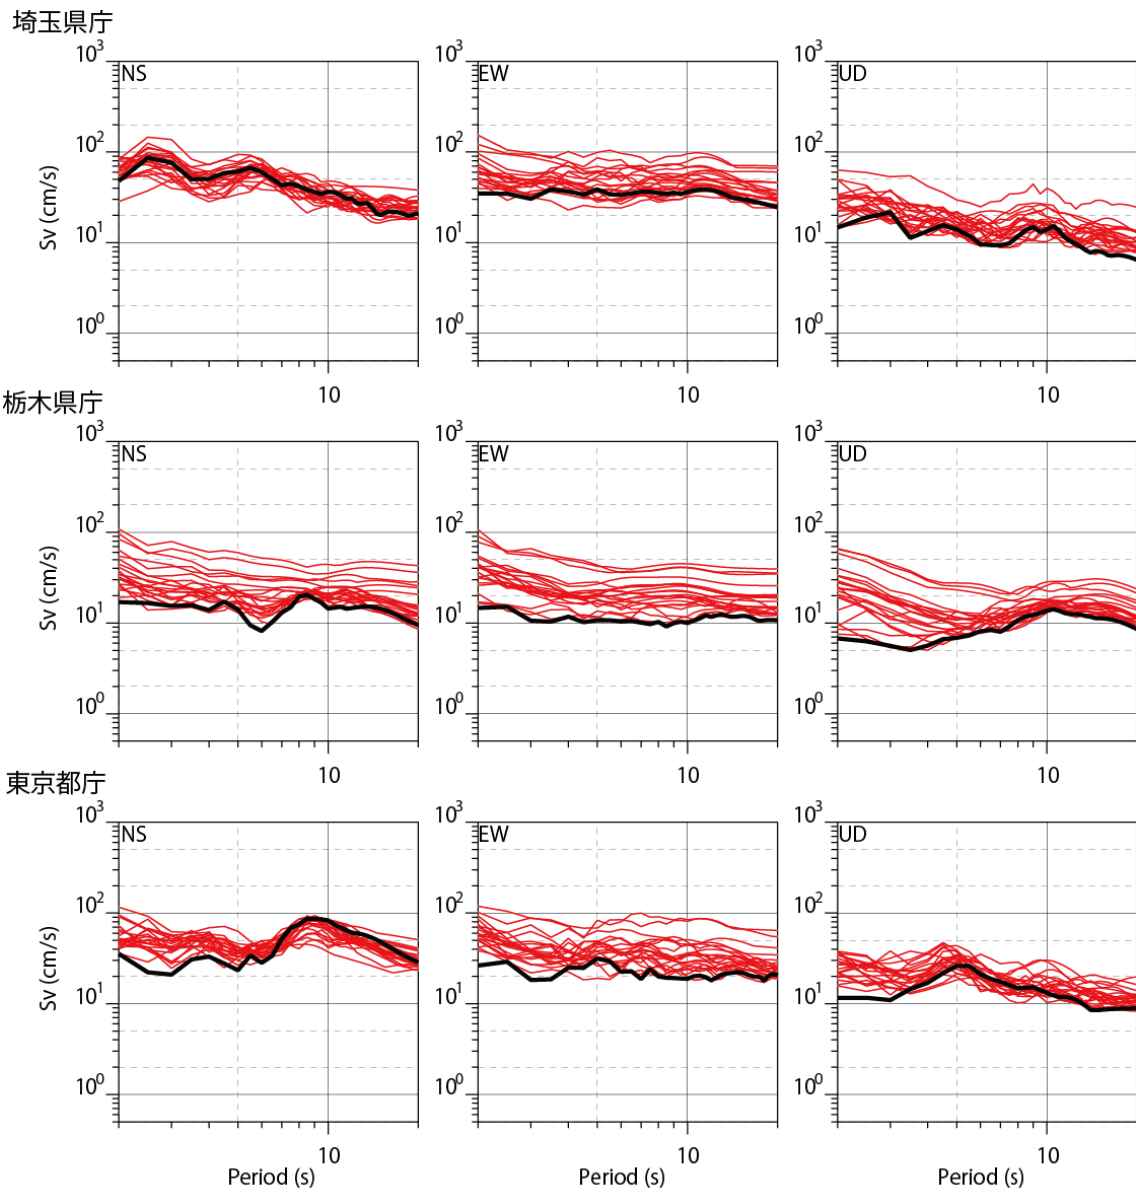 埼玉県庁
10³ 10³ 10³
NS EW UD
10² 10² 10²
Sv (cm/s)
10¹ 10¹ 10¹
10⁰ 10⁰ 10⁰
10 10 10
栃木県庁
10³ 10³ 10³
NS EW UD
10² 10² 10²
Sv (cm/s)
10¹ 10¹ 10¹
10⁰ 10⁰ 10⁰
10 10 10
東京都庁
10³ 10³ 10³
NS EW UD
10² 10² 10²
Sv (cm/s)
10¹ 10¹ 10¹
10⁰ 10⁰ 10⁰
10 10 10
Period (s) Period (s) Period (s)